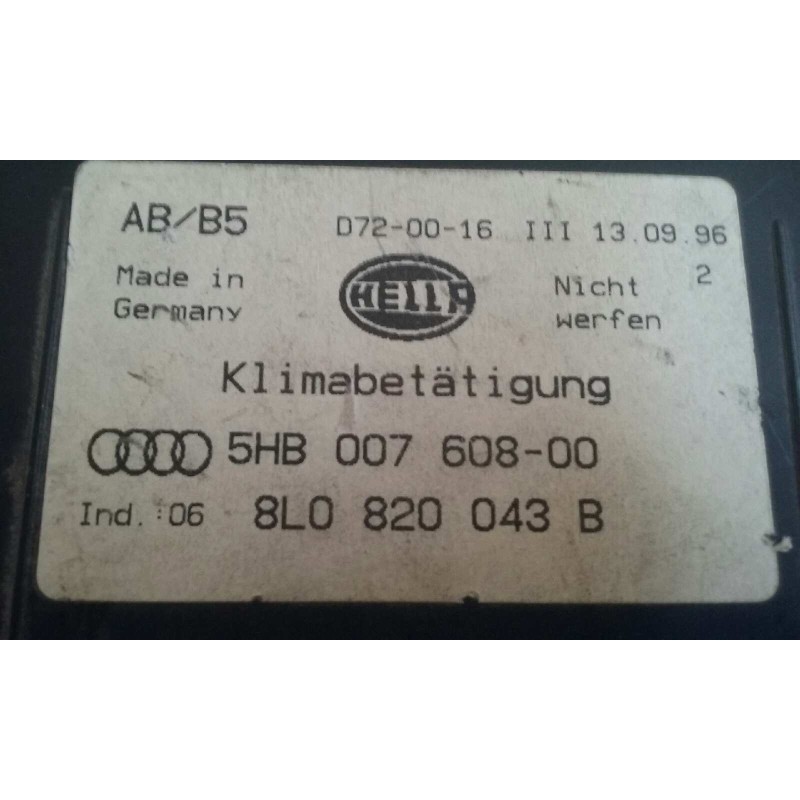 AB/B5 D72-00-16 III 13.09.96
Made in Germany HELLA Nicht werfen 2
Klimabetätigung
5HB 007 608-00
Ind.:06 8L0 820 043 B